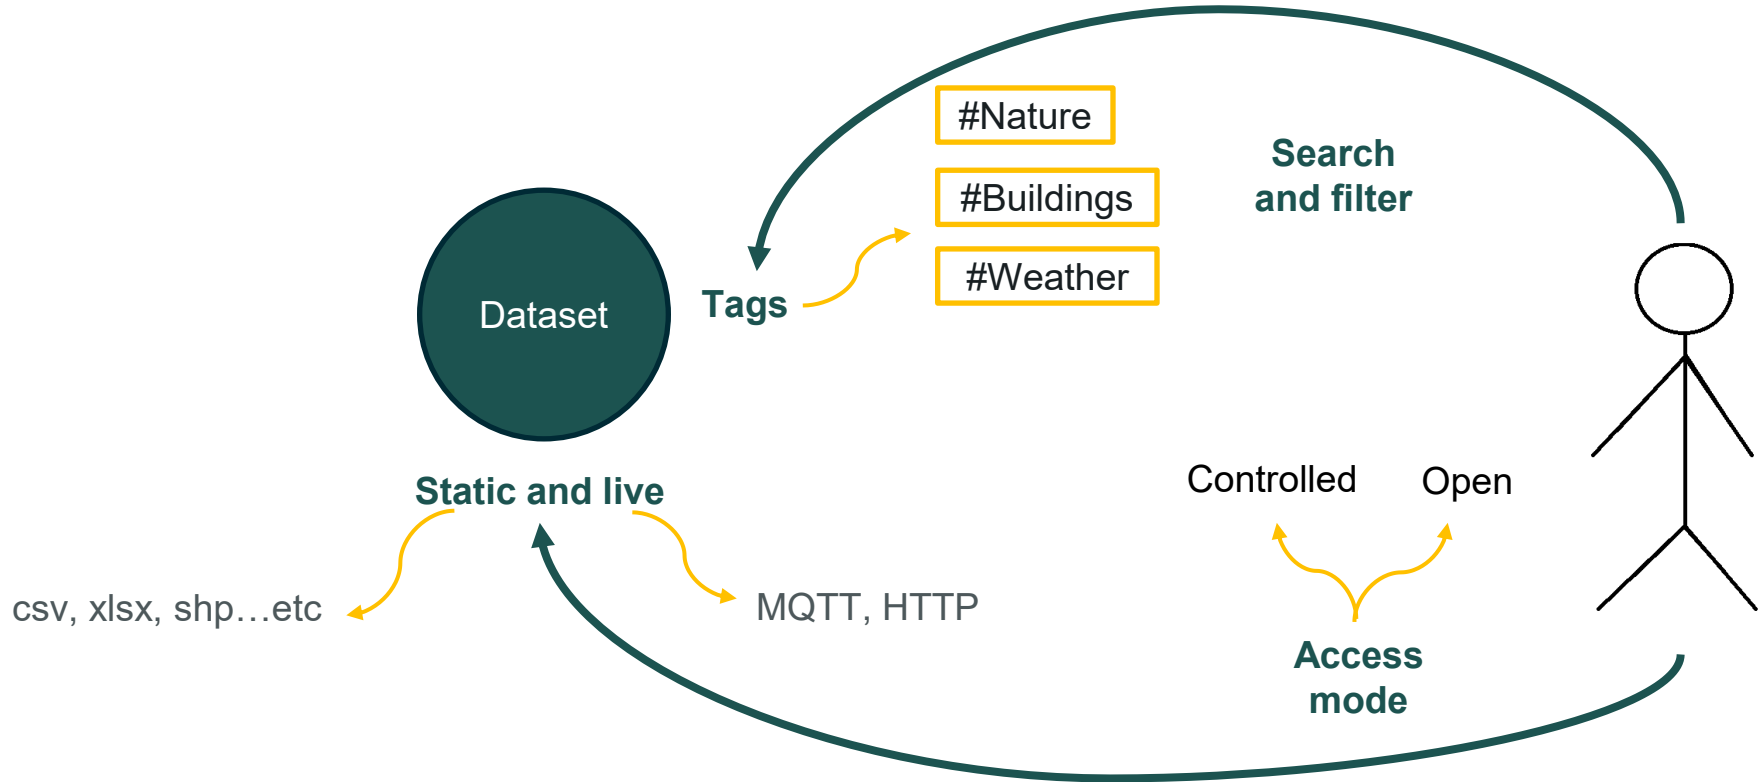 #Nature
Search
and filter
#Buildings
#Weather
Tags
Dataset
Static and live
Controlled
Open
csv, xlsx, shp…etc
MQTT, HTTP
Access
mode